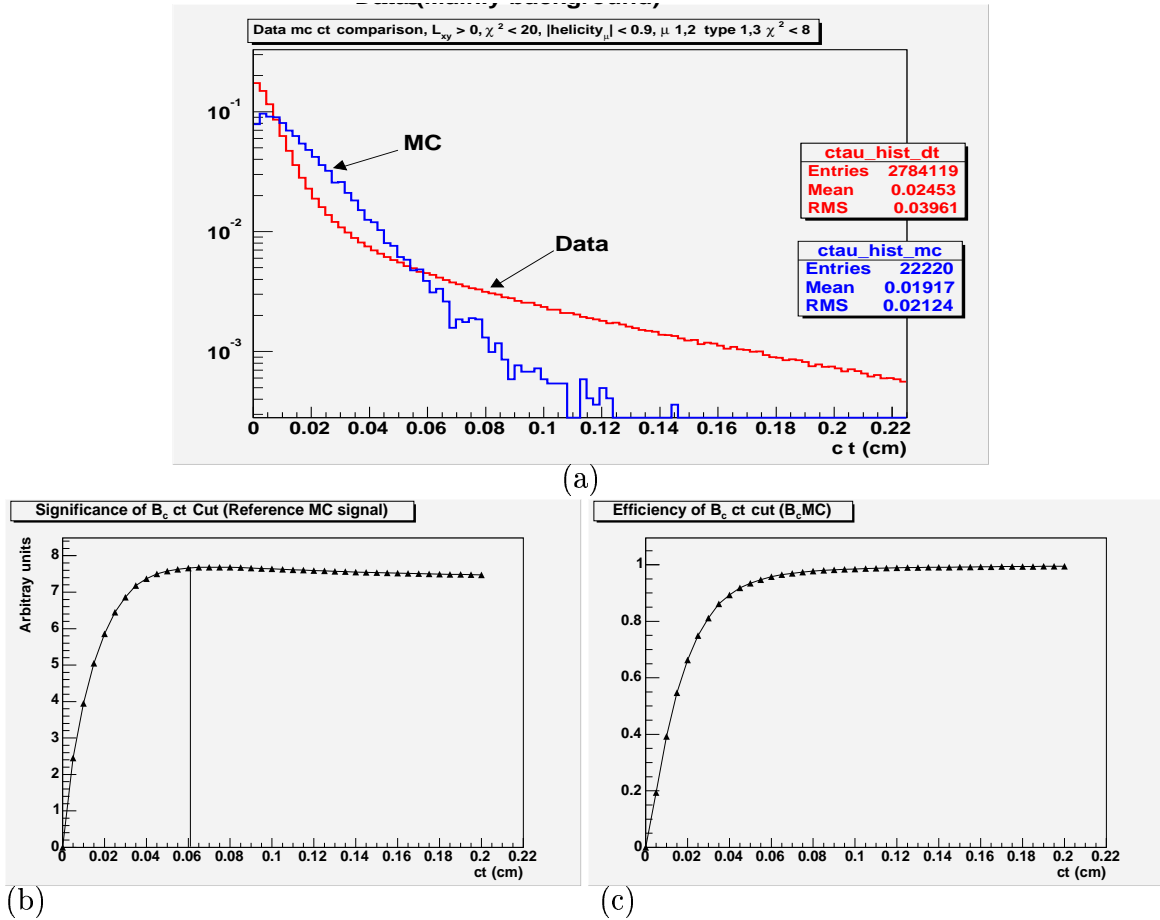 Data mc ct comparison, Lxy > 0, χ² < 20, |helicityμ| < 0.9, μ 1,2 type 1,3 χ² < 8
10⁻¹
10⁻²
10⁻³
MC
Data
ctau_hist_dt
Entries 2784119
Mean 0.02453
RMS 0.03961
ctau_hist_mc
Entries 22220
Mean 0.01917
RMS 0.02124
0 0.02 0.04 0.06 0.08 0.1 0.12 0.14 0.16 0.18 0.2 0.22
c t (cm)
(a)
Significance of Bc ct Cut (Reference MC signal)
Arbitray units
8
7
6
5
4
3
2
1
0
0 0.02 0.04 0.06 0.08 0.1 0.12 0.14 0.16 0.18 0.2 0.22
ct (cm)
(b)
Efficiency of Bc ct cut (BcMC)
1
0.8
0.6
0.4
0.2
0
0 0.02 0.04 0.06 0.08 0.1 0.12 0.14 0.16 0.18 0.2 0.22
ct (cm)
(c)